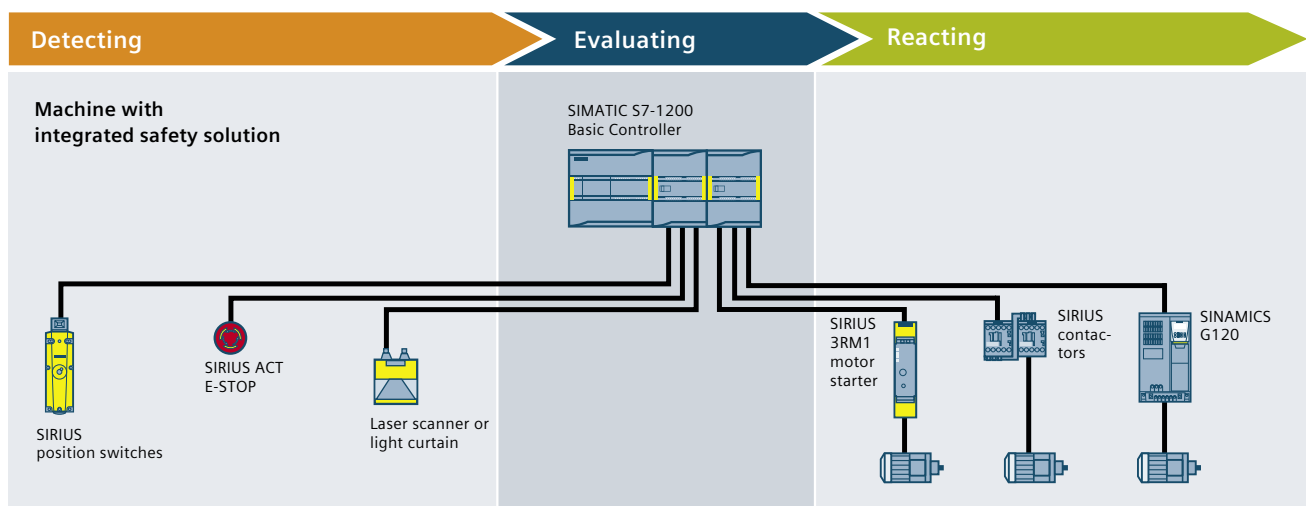 Detecting
Evaluating
Reacting
Machine with
integrated safety solution
SIMATIC S7-1200
Basic Controller
SIRIUS
position switches
SIRIUS ACT
E-STOP
Laser scanner or
light curtain
SIRIUS
3RM1
motor
starter
SIRIUS
contac-
tors
SINAMICS
G120